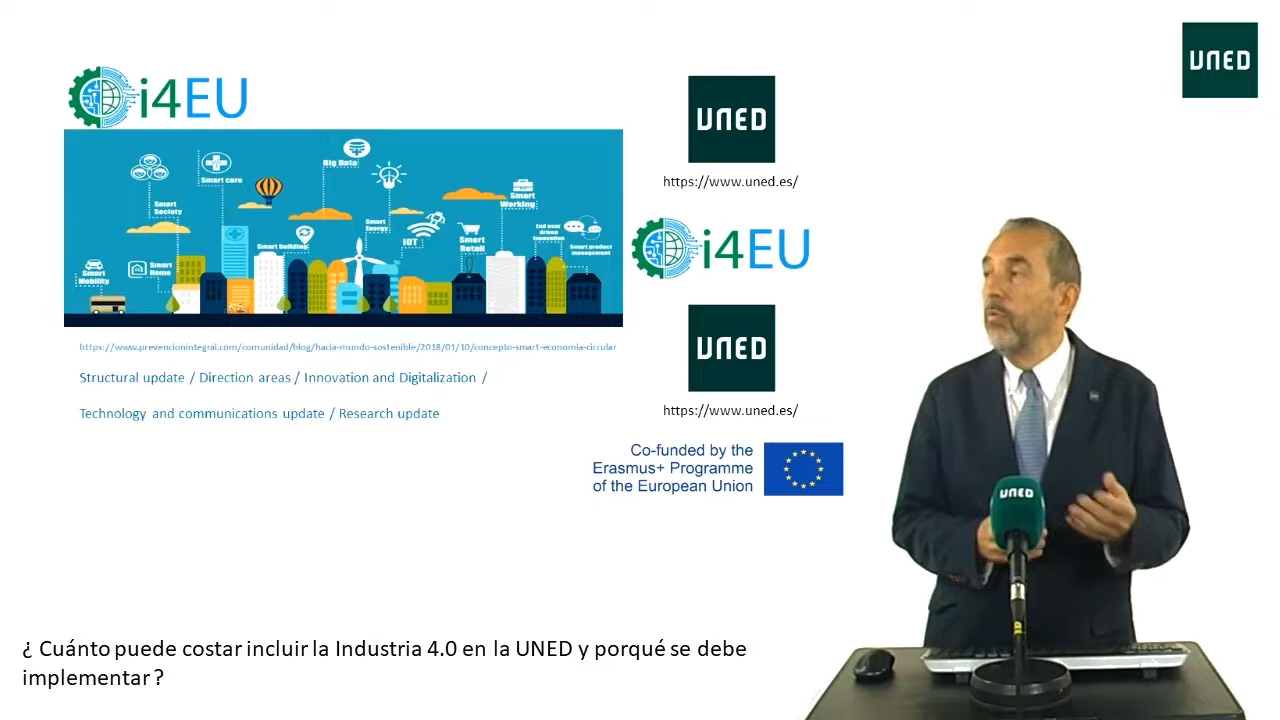 UNED
i4EU
Big Data
Smart care
Smart
Society
Smart
Energy
IOT
Smart
Working
Smart
Retail
End user
driven
Innovation
Smart product
management
Smart building
Smart
Mobility
Smart
Home
https://www.prevencionintegral.com/comunidad/blog/hacia-mundo-sostenible/2018/01/10/concepto-smart-economia-circular
Structural update / Direction areas / Innovation and Digitalization /
Technology and communications update / Research update
UNED
https://www.uned.es/
i4EU
UNED
https://www.uned.es/
Co-funded by the
Erasmus+ Programme
of the European Union
UNED
¿ Cuánto puede costar incluir la Industria 4.0 en la UNED y porqué se debe
implementar ?